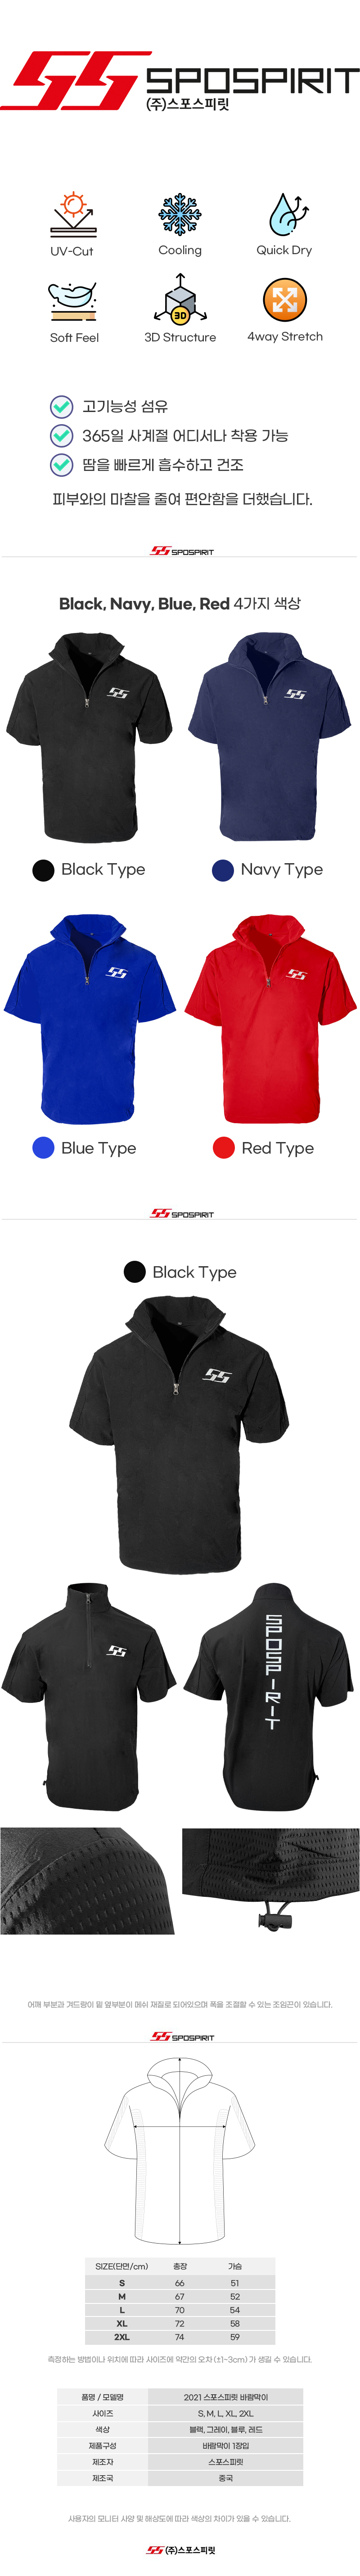 SPOSPIRIT
(주)스포스피릿
UV-Cut
Cooling
Quick Dry
Soft Feel
3D
3D Structure
4way Stretch
고기능성 섬유
365일 사계절 어디서나 착용 가능
땀을 빠르게 흡수하고 건조
피부와의 마찰을 줄여 편안함을 더했습니다.
SPOSPIRIT
Black, Navy, Blue, Red 4가지 색상
Black Type
Navy Type
Blue Type
Red Type
SPOSPIRIT
Black Type
SPOSPIRIT
어깨 부분과 겨드랑이 밑 옆부분이 메쉬 재질로 되어있으며 폭을 조절할 수 있는 조임끈이 있습니다.
SPOSPIRIT
SIZE(단면/cm) 총장 가슴
S 66 51
M 67 52
L 70 54
XL 72 58
2XL 74 59
측정하는 방법이나 위치에 따라 사이즈에 약간의 오차 (±1~3cm) 가 생길 수 있습니다.
품명 / 모델명 2021 스포스피릿 바람막이
사이즈 S, M, L, XL, 2XL
색상 블랙, 그레이, 블루, 레드
제품구성 바람막이 1장입
제조자 스포스피릿
제조국 중국
사용자의 모니터 사양 및 해상도에 따라 색상의 차이가 있을 수 있습니다.
(주)스포스피릿